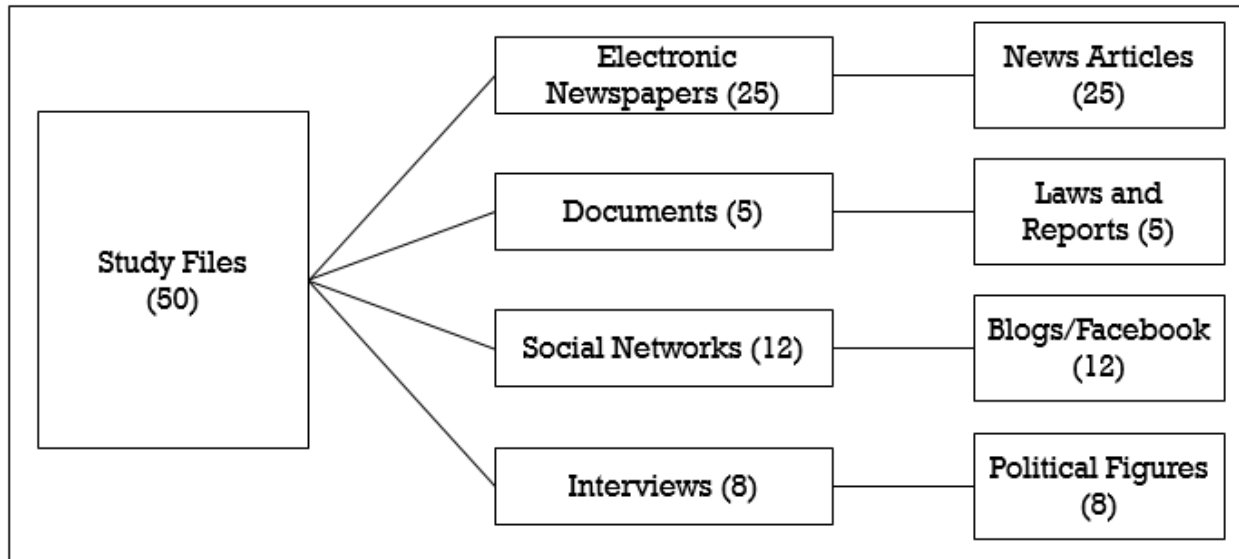 Study Files
(50)
Electronic
Newspapers (25)
News Articles
(25)
Documents (5)
Laws and
Reports (5)
Social Networks (12)
Blogs/Facebook
(12)
Interviews (8)
Political Figures
(8)